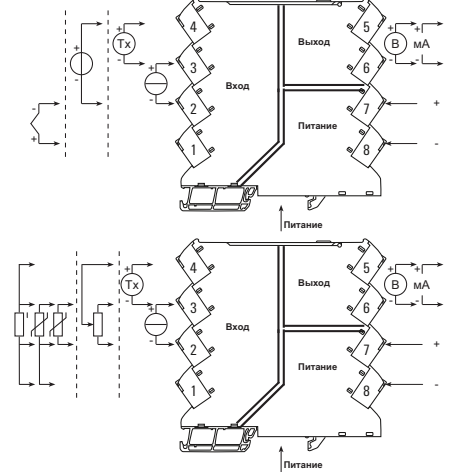 +
-
+
-
Tx
+
-
+
-
4
3
2
1
Вход
Выход
Питание
5
6
7
8
+
-
В
+
-
мА
+
-
Питание
+
-
Tx
+
-
4
3
2
1
Вход
Выход
Питание
5
6
7
8
+
-
В
+
-
мА
+
-
Питание